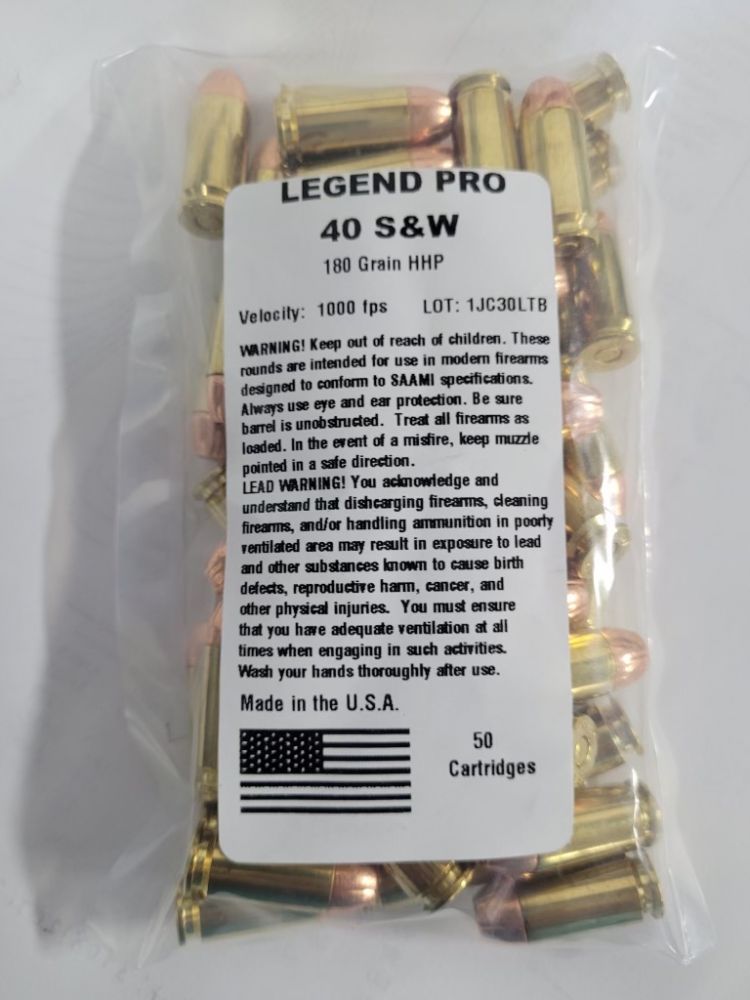 LEGEND PRO
40 S&W
180 Grain HHP
Velocity: 1000 fps LOT: 1JC30LTB
WARNING! Keep out of reach of children. These
rounds are intended for use in modern firearms
designed to conform to SAAMI specifications.
Always use eye and ear protection. Be sure
barrel is unobstructed. Treat all firearms as
loaded. In the event of a misfire, keep muzzle
pointed in a safe direction.
LEAD WARNING! You acknowledge and
understand that dishcarging firearms, cleaning
firearms, and/or handling ammunition in poorly
ventilated area may result in exposure to lead
and other substances known to cause birth
defects, reproductive harm, cancer, and
other physical injuries. You must ensure
that you have adequate ventilation at all
times when engaging in such activities.
Wash your hands thoroughly after use.
Made in the U.S.A.
50
Cartridges